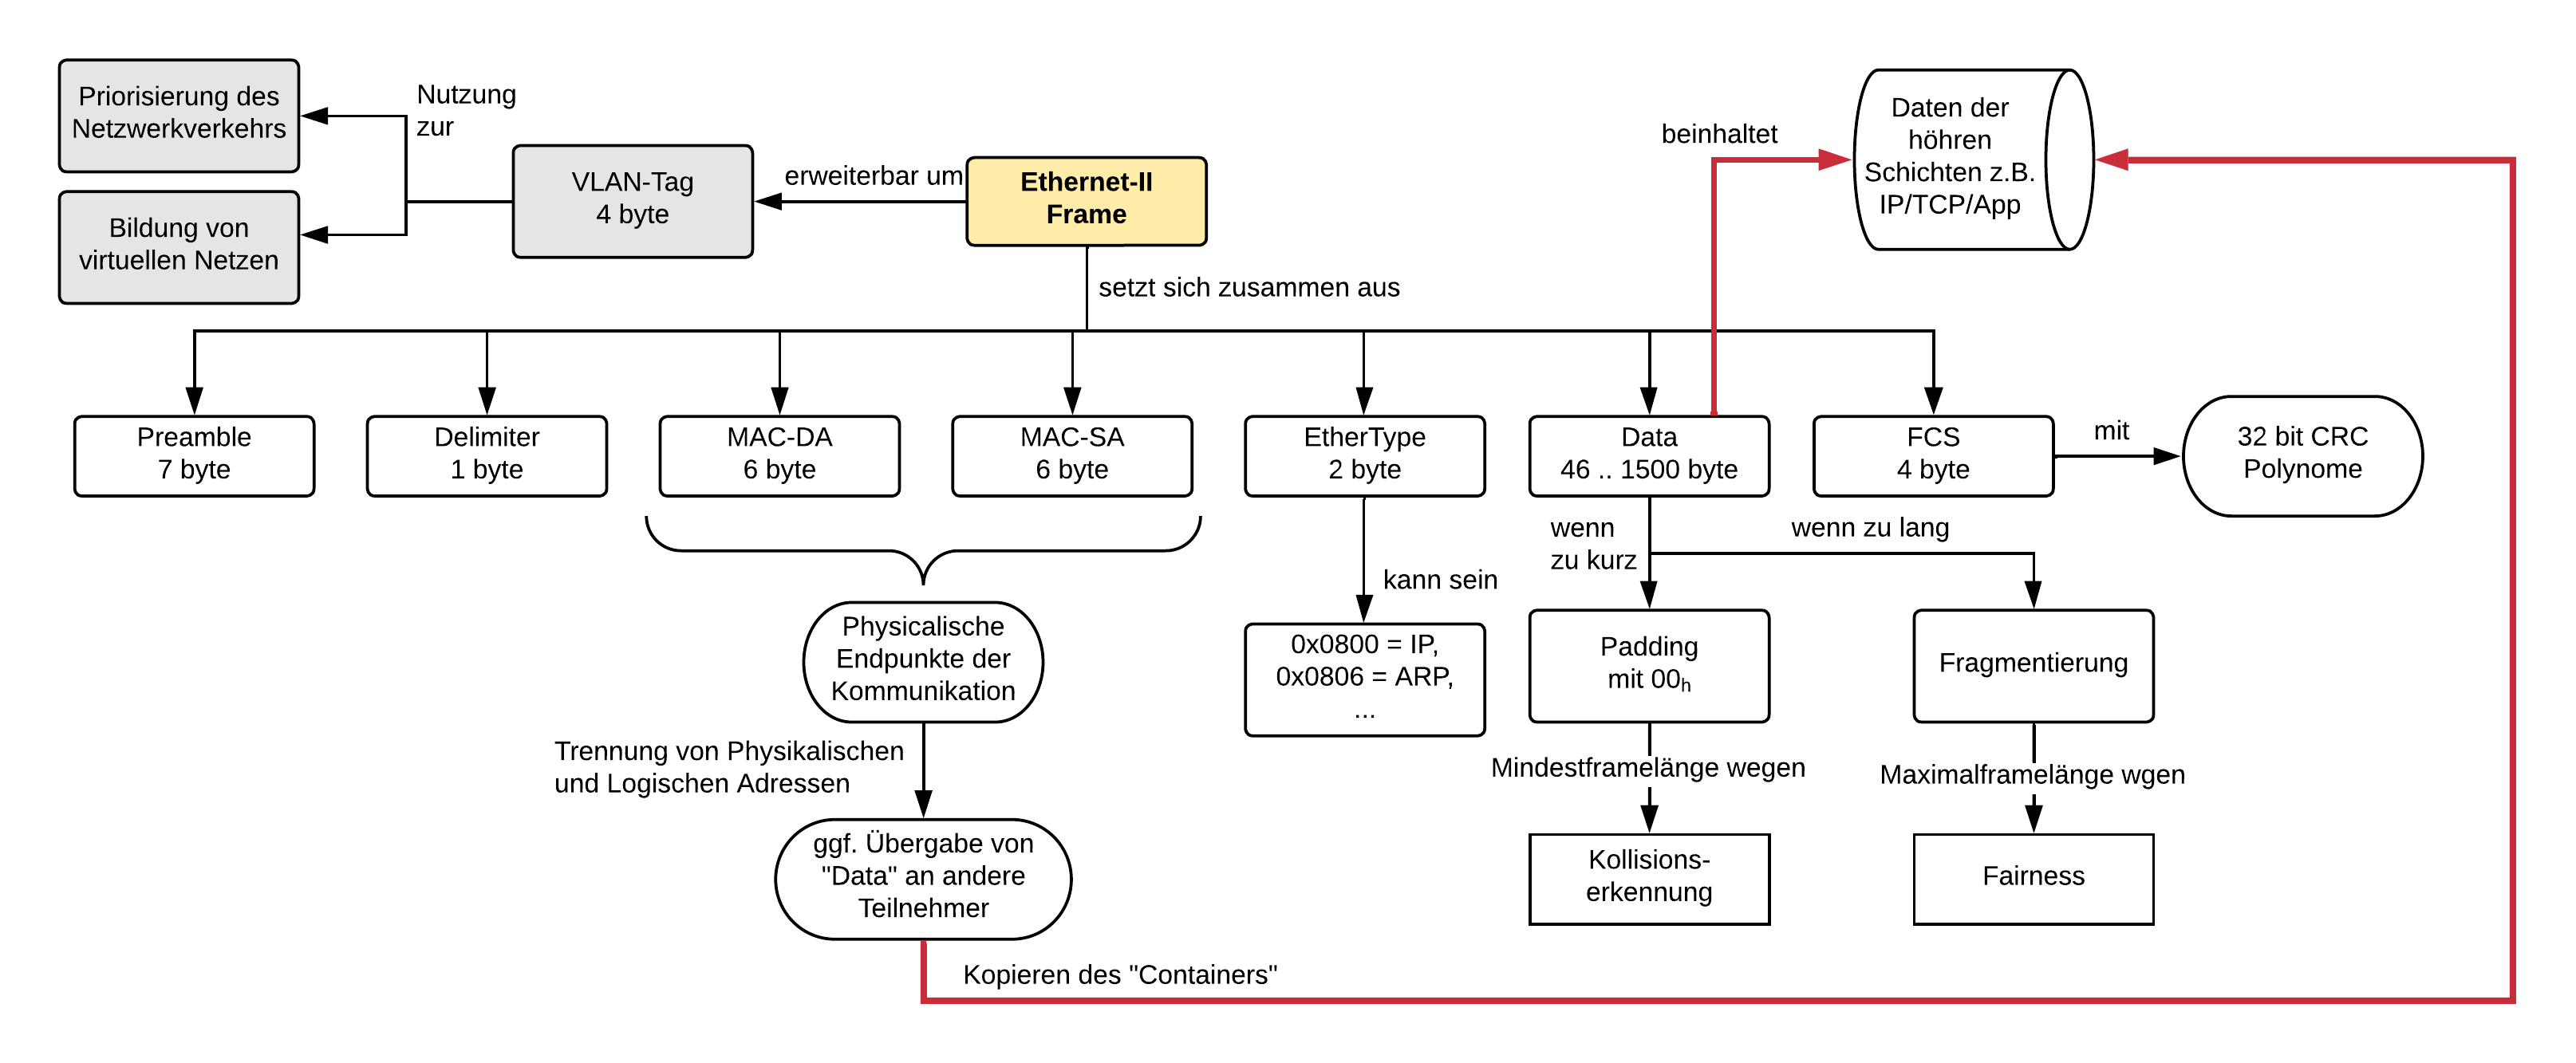 Priorisierung des
Netzwerkverkehrs
Nutzung
zur
Bildung von
virtuellen Netzen
VLAN-Tag
4 byte
erweiterbar um
Ethernet-II
Frame
beinhaltet
Daten der
höhren
Schichten z.B.
IP/TCP/App
setzt sich zusammen aus
Preamble
7 byte
Delimiter
1 byte
MAC-DA
6 byte
MAC-SA
6 byte
EtherType
2 byte
Data
46 .. 1500 byte
FCS
4 byte
mit
32 bit CRC
Polynome
wenn
zu kurz
wenn zu lang
kann sein
Physicalische
Endpunkte der
Kommunikation
0x0800 = IP,
0x0806 = ARP,
...
Padding
mit 00h
Fragmentierung
Trennung von Physikalischen
und Logischen Adressen
Mindestframelänge wegen
Maximalframelänge wgen
ggf. Übergabe von
"Data" an andere
Teilnehmer
Kollisions-
erkennung
Fairness
Kopieren des "Containers"